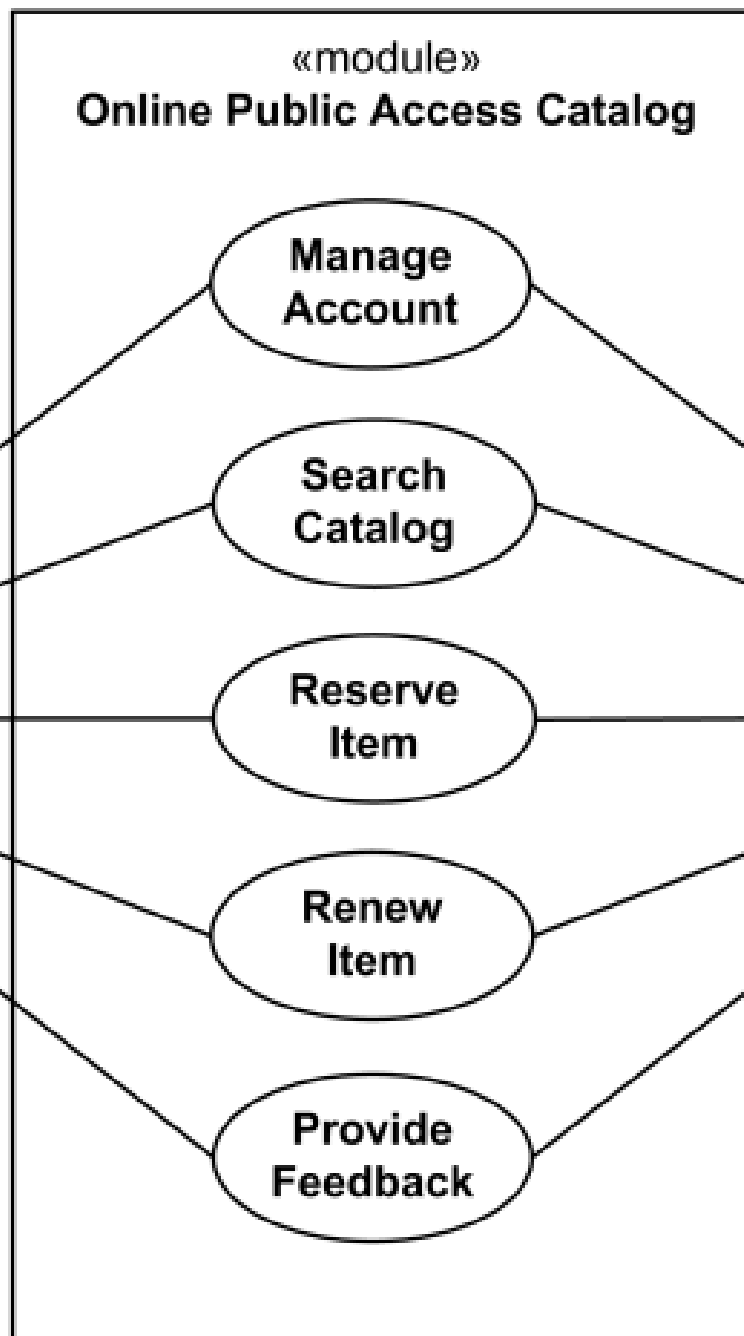 «module»
Online Public Access Catalog
Manage
Account
Search
Catalog
Reserve
Item
Renew
Item
Provide
Feedback